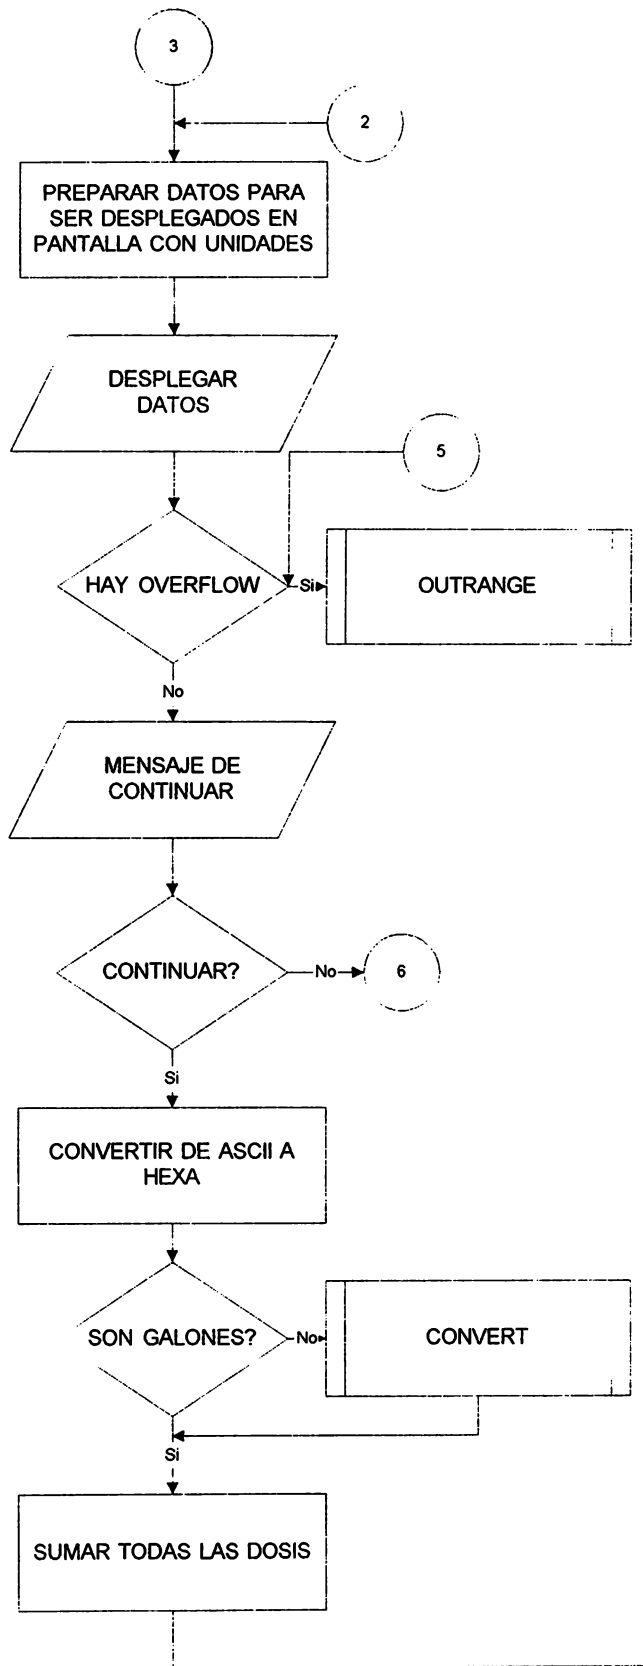 3
2
PREPARAR DATOS PARA
SER DESPLEGADOS EN
PANTALLA CON UNIDADES
DESPLEGAR
DATOS
5
HAY OVERFLOW
Si
OUTRANGE
No
MENSAJE DE
CONTINUAR
CONTINUAR?
No
6
Si
CONVERTIR DE ASCII A
HEXA
SON GALONES?
No
CONVERT
Si
SUMAR TODAS LAS DOSIS